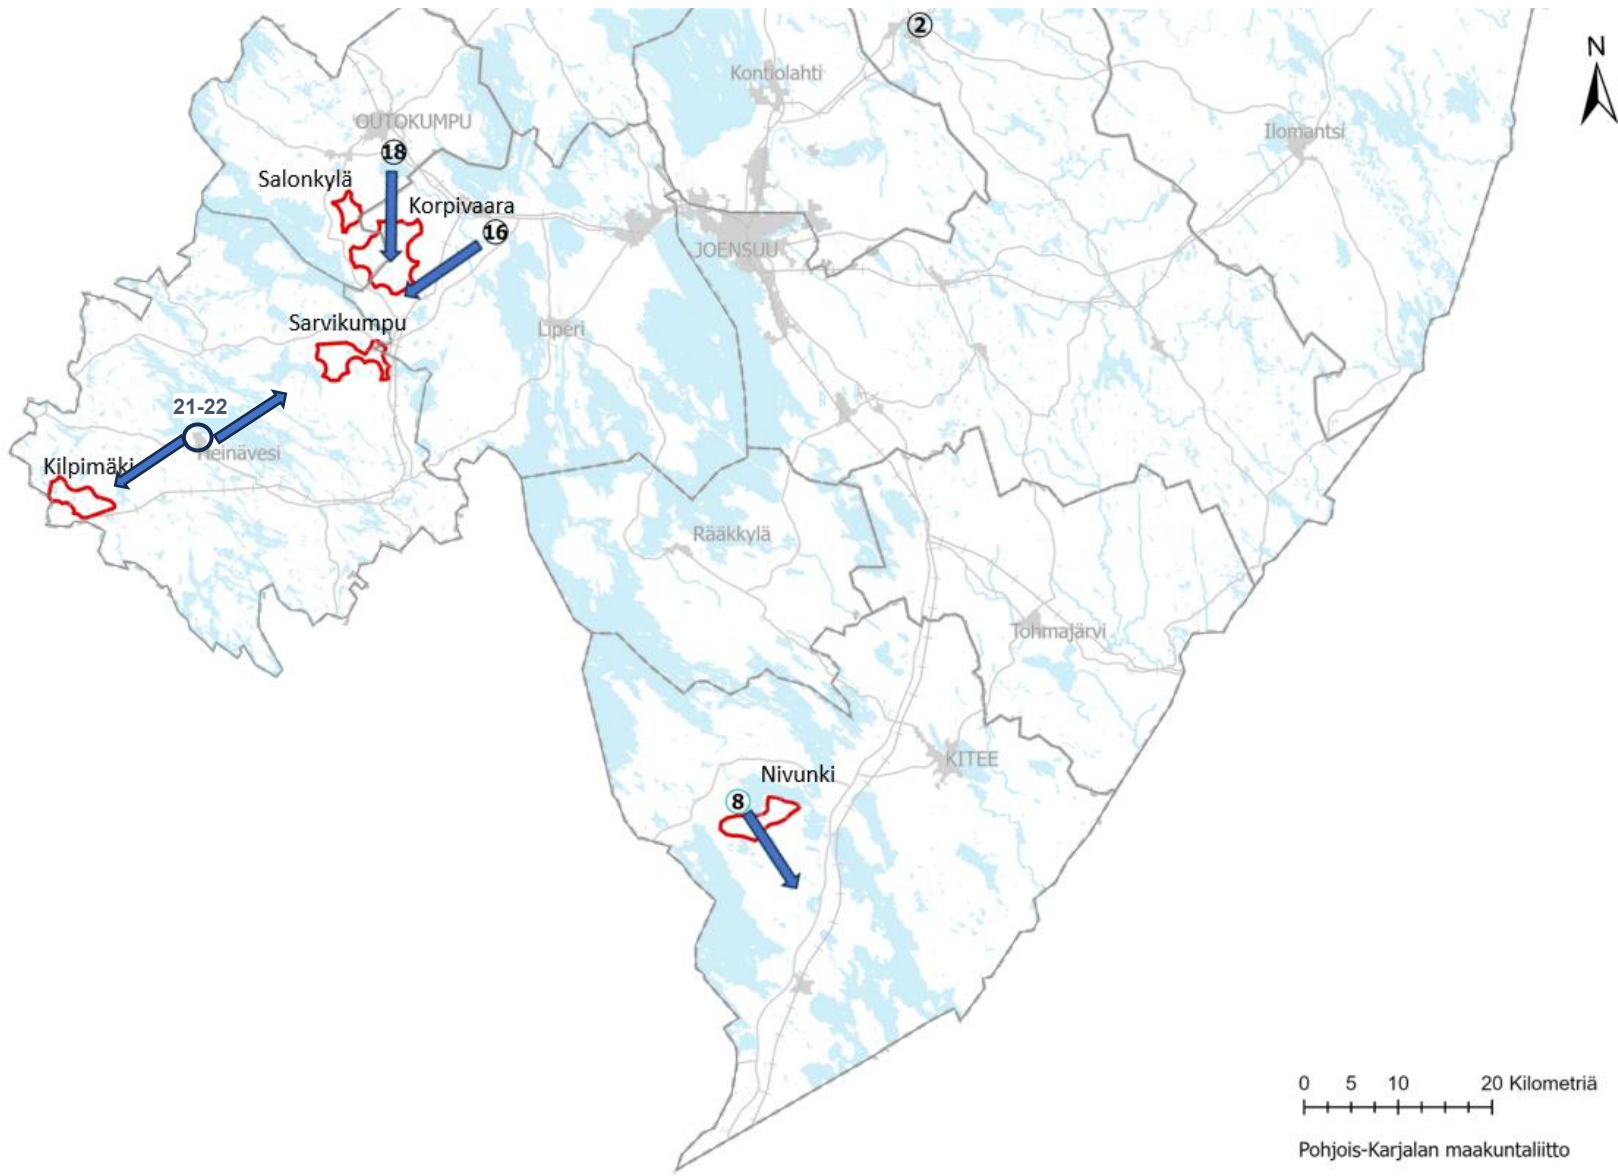 2
N
Kontiolahti
OUTOKUMPU
Ilomantsi
18
Salonkylä
Korpivaara
16
JOENSUU
Sarvikumpu
Liperi
21-22
Heinävesi
Kilpimäki
Rääkkylä
Tohmajärvi
KITEE
Nivunki
8
0 5 10 20 Kilometriä
Pohjois-Karjalan maakuntaliitto